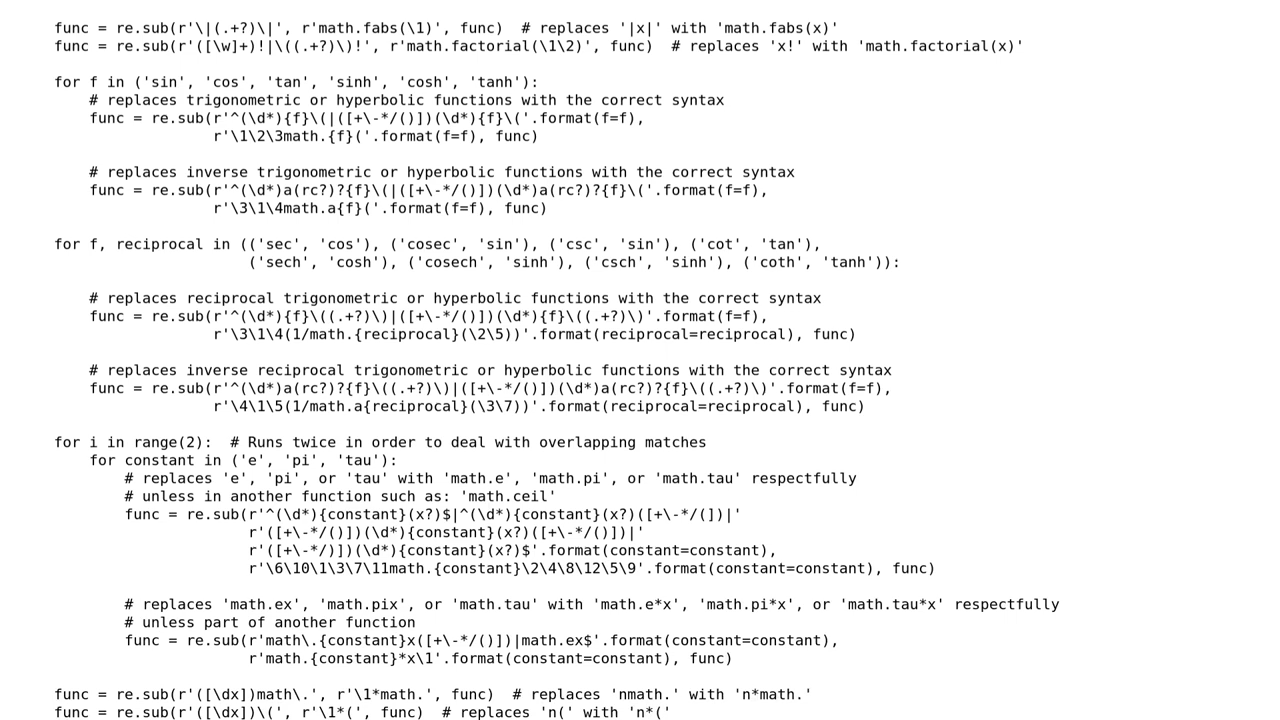 func = re.sub(r'\|(.+?)\|', r'math.fabs(\1)', func)  # replaces '|x|' with 'math.fabs(x)'
func = re.sub(r'([\w]+)!|\((.+?)\)!', r'math.factorial(\1\2)', func)  # replaces 'x!' with 'math.factorial(x)'
for f in ('sin', 'cos', 'tan', 'sinh', 'cosh', 'tanh'):
# replaces trigonometric or hyperbolic functions with the correct syntax
func = re.sub(r'^(\d*){f}\(|([+\-*/()])(\d*){f}\('.format(f=f),
r'\1\2\3math.{f}('.format(f=f), func)
# replaces inverse trigonometric or hyperbolic functions with the correct syntax
func = re.sub(r'^(\d*)a(rc?)?{f}\(|([+\-*/()])(\d*)a(rc?)?{f}\('.format(f=f),
r'\3\1\4math.a{f}('.format(f=f), func)
for f, reciprocal in (('sec', 'cos'), ('cosec', 'sin'), ('csc', 'sin'), ('cot', 'tan'),
('sech', 'cosh'), ('cosech', 'sinh'), ('csch', 'sinh'), ('coth', 'tanh')):
# replaces reciprocal trigonometric or hyperbolic functions with the correct syntax
func = re.sub(r'^(\d*){f}\((.+?)\)|([+\-*/()])(\d*){f}\((.+?)\)'.format(f=f),
r'\3\1\4(1/math.{reciprocal}(\2\5))'.format(reciprocal=reciprocal), func)
# replaces inverse reciprocal trigonometric or hyperbolic functions with the correct syntax
func = re.sub(r'^(\d*)a(rc?)?{f}\((.+?)\)|([+\-*/()])(\d*)a(rc?)?{f}\((.+?)\)'.format(f=f),
r'\4\1\5(1/math.a{reciprocal}(\3\7))'.format(reciprocal=reciprocal), func)
for i in range(2):  # Runs twice in order to deal with overlapping matches
for constant in ('e', 'pi', 'tau'):
# replaces 'e', 'pi', or 'tau' with 'math.e', 'math.pi', or 'math.tau' respectfully
# unless in another function such as: 'math.ceil'
func = re.sub(r'^(\d*){constant}(x?)$|^(\d*){constant}(x?)([+\-*/(])|'
r'([+\-*/()])(\d*){constant}(x?)([+\-*/()])|'
r'([+\-*/)])(\d*){constant}(x?)$'.format(constant=constant),
r'\6\10\1\3\7\11math.{constant}\2\4\8\12\5\9'.format(constant=constant), func)
# replaces 'math.ex', 'math.pix', or 'math.tau' with 'math.e*x', 'math.pi*x', or 'math.tau*x' respectfully
# unless part of another function
func = re.sub(r'math\.{constant}x([+\-*/()])|math.ex$'.format(constant=constant),
r'math.{constant}*x\1'.format(constant=constant), func)
func = re.sub(r'([\dx])math\.', r'\1*math.', func)  # replaces 'nmath.' with 'n*math.'
func = re.sub(r'([\dx])\(', r'\1*(', func)  # replaces 'n(' with 'n*('